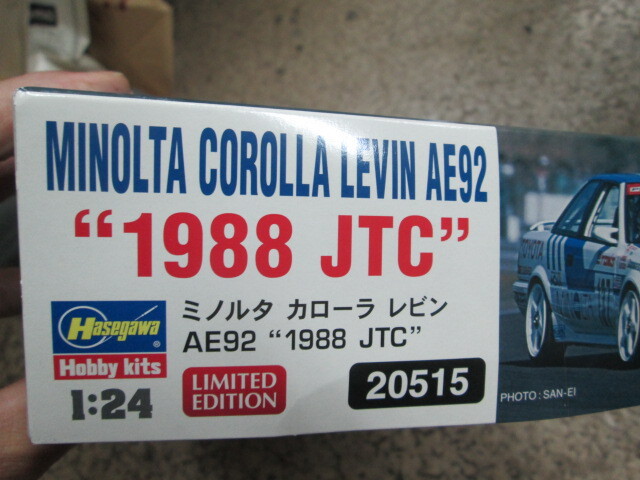 MINOLTA COROLLA LEVIN AE92
“1988 JTC”
Hasegawa
Hobby kits
1:24
ミノルタ カローラ レビン
AE92 “1988 JTC”
LIMITED
EDITION
20515
TOYOTA
PHOTO : SAN-EI